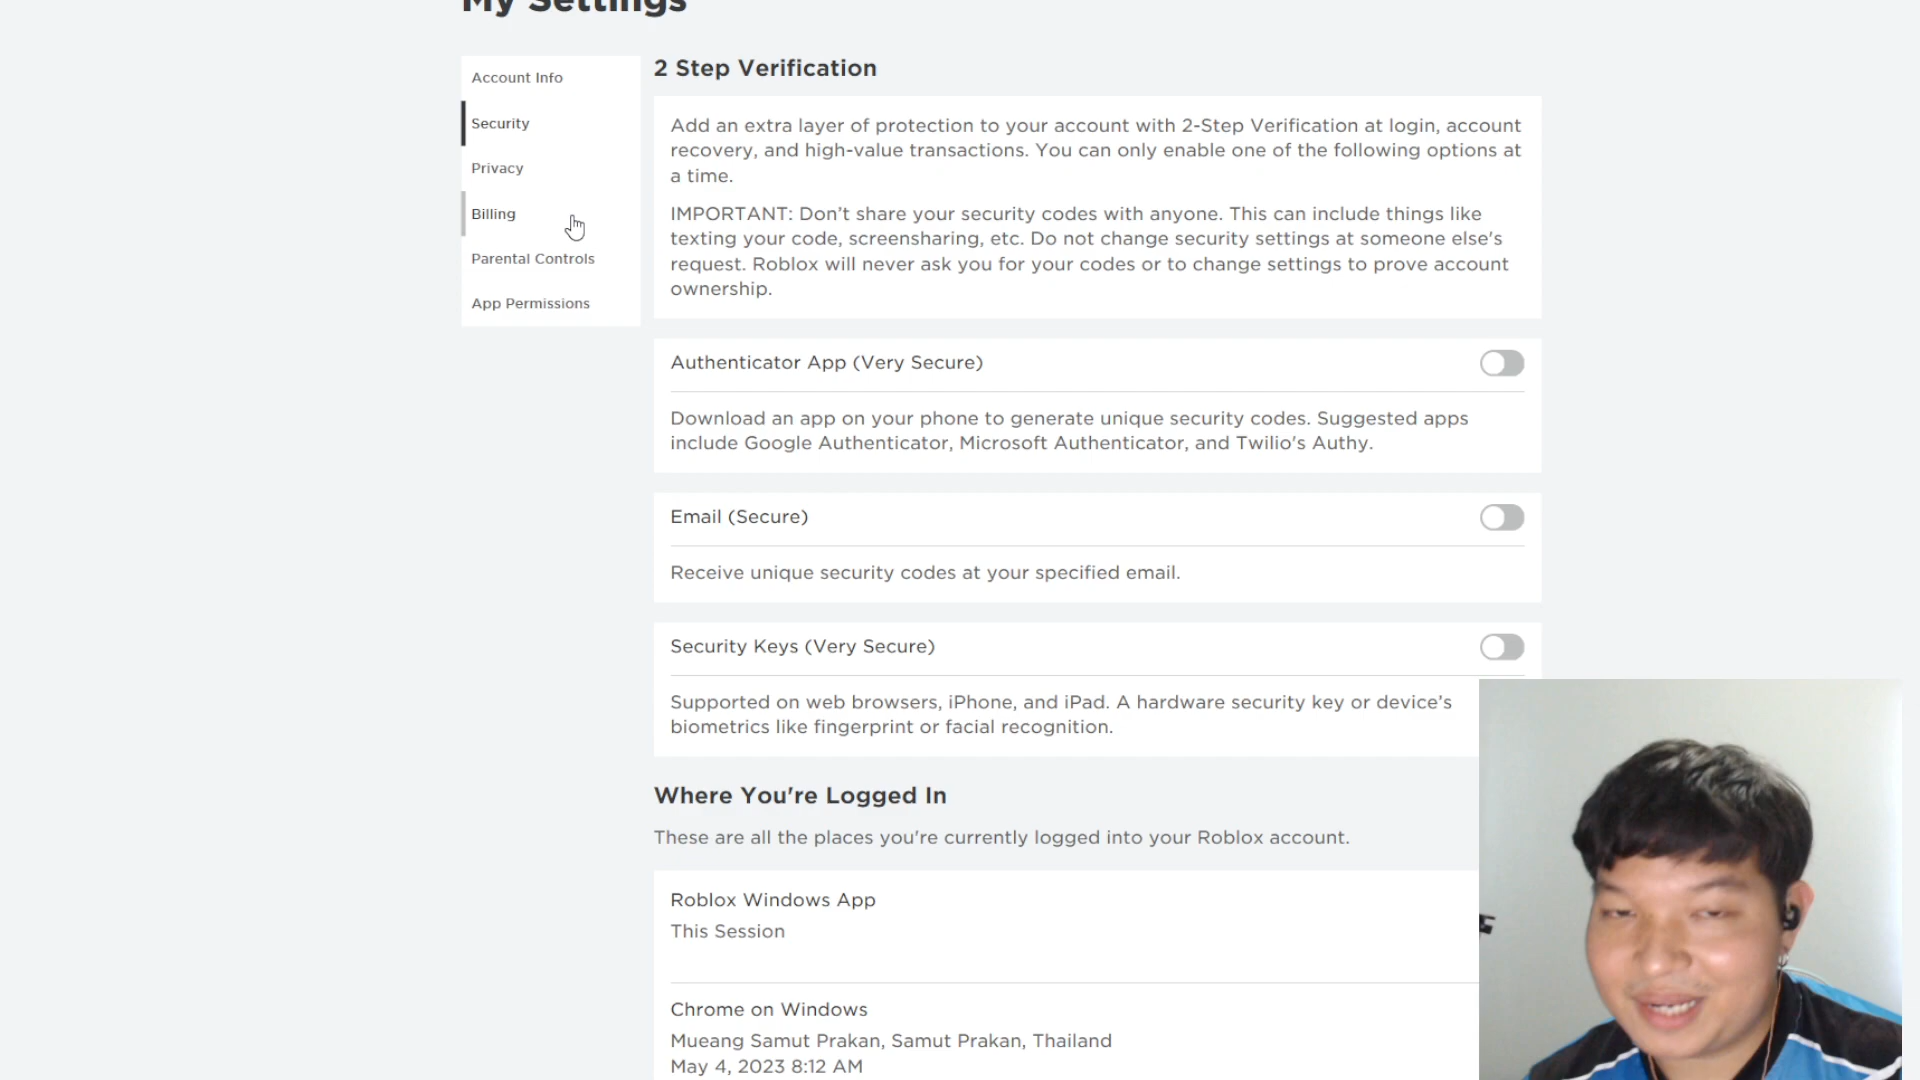 My Settings
Account Info
Security
Privacy
Billing
Parental Controls
App Permissions
2 Step Verification
Add an extra layer of protection to your account with 2-Step Verification at login, account
recovery, and high-value transactions. You can only enable one of the following options at
a time.
IMPORTANT: Don’t share your security codes with anyone. This can include things like
texting your code, screensharing, etc. Do not change security settings at someone else's
request. Roblox will never ask you for your codes or to change settings to prove account
ownership.
Authenticator App (Very Secure)
Download an app on your phone to generate unique security codes. Suggested apps
include Google Authenticator, Microsoft Authenticator, and Twilio's Authy.
Email (Secure)
Receive unique security codes at your specified email.
Security Keys (Very Secure)
Supported on web browsers, iPhone, and iPad. A hardware security key or device’s
biometrics like fingerprint or facial recognition.
Where You're Logged In
These are all the places you're currently logged into your Roblox account.
Roblox Windows App
This Session
Chrome on Windows
Mueang Samut Prakan, Samut Prakan, Thailand
May 4, 2023 8:12 AM